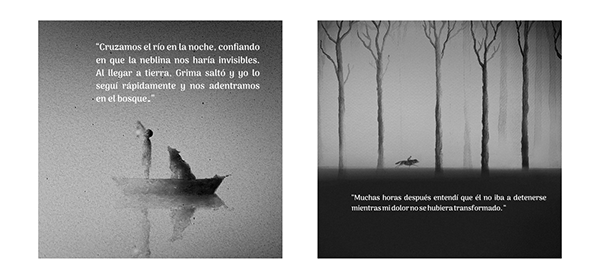 "Cruzamos el río en la noche, confiando
en que la neblina nos haría invisibles.
Al llegar a tierra, Grima saltó y yo lo
seguí rápidamente y nos adentramos
en el bosque."
"Muchas horas después entendí que él no iba a detenerse
mientras mi dolor no se hubiera transformado."